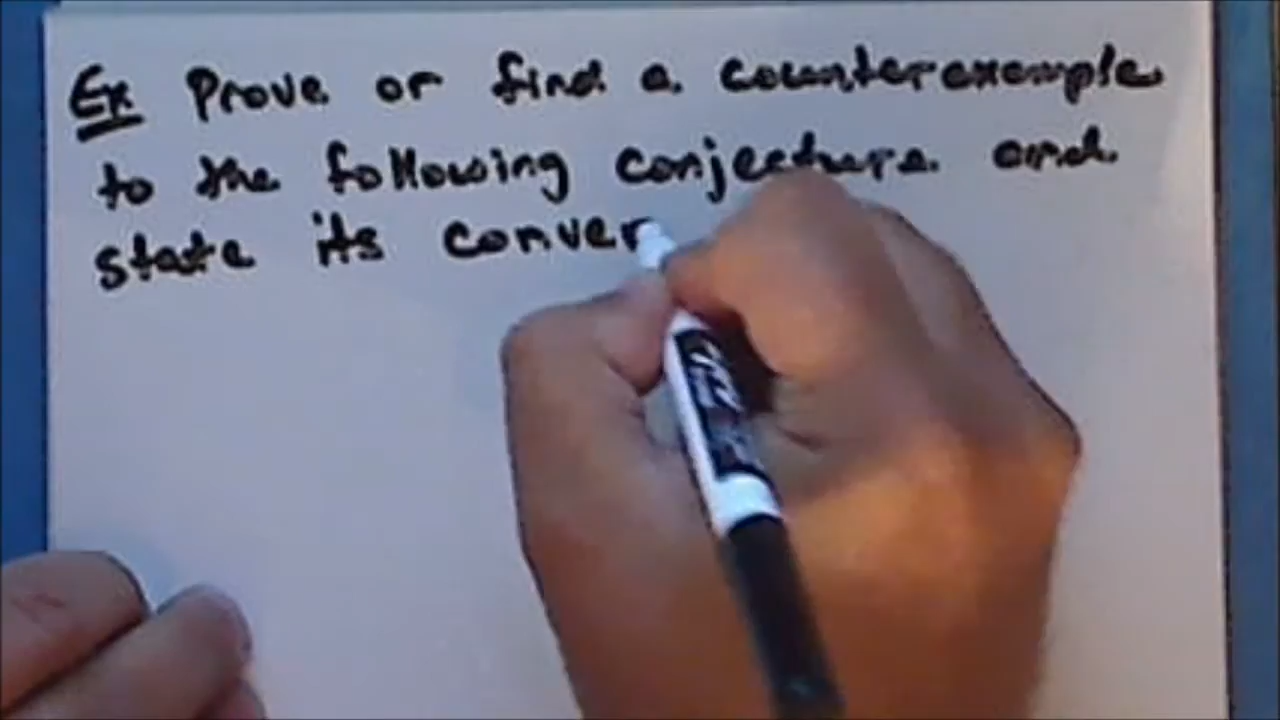 Ex Prove or find a counterexample
to the following conjecture and
state its conver